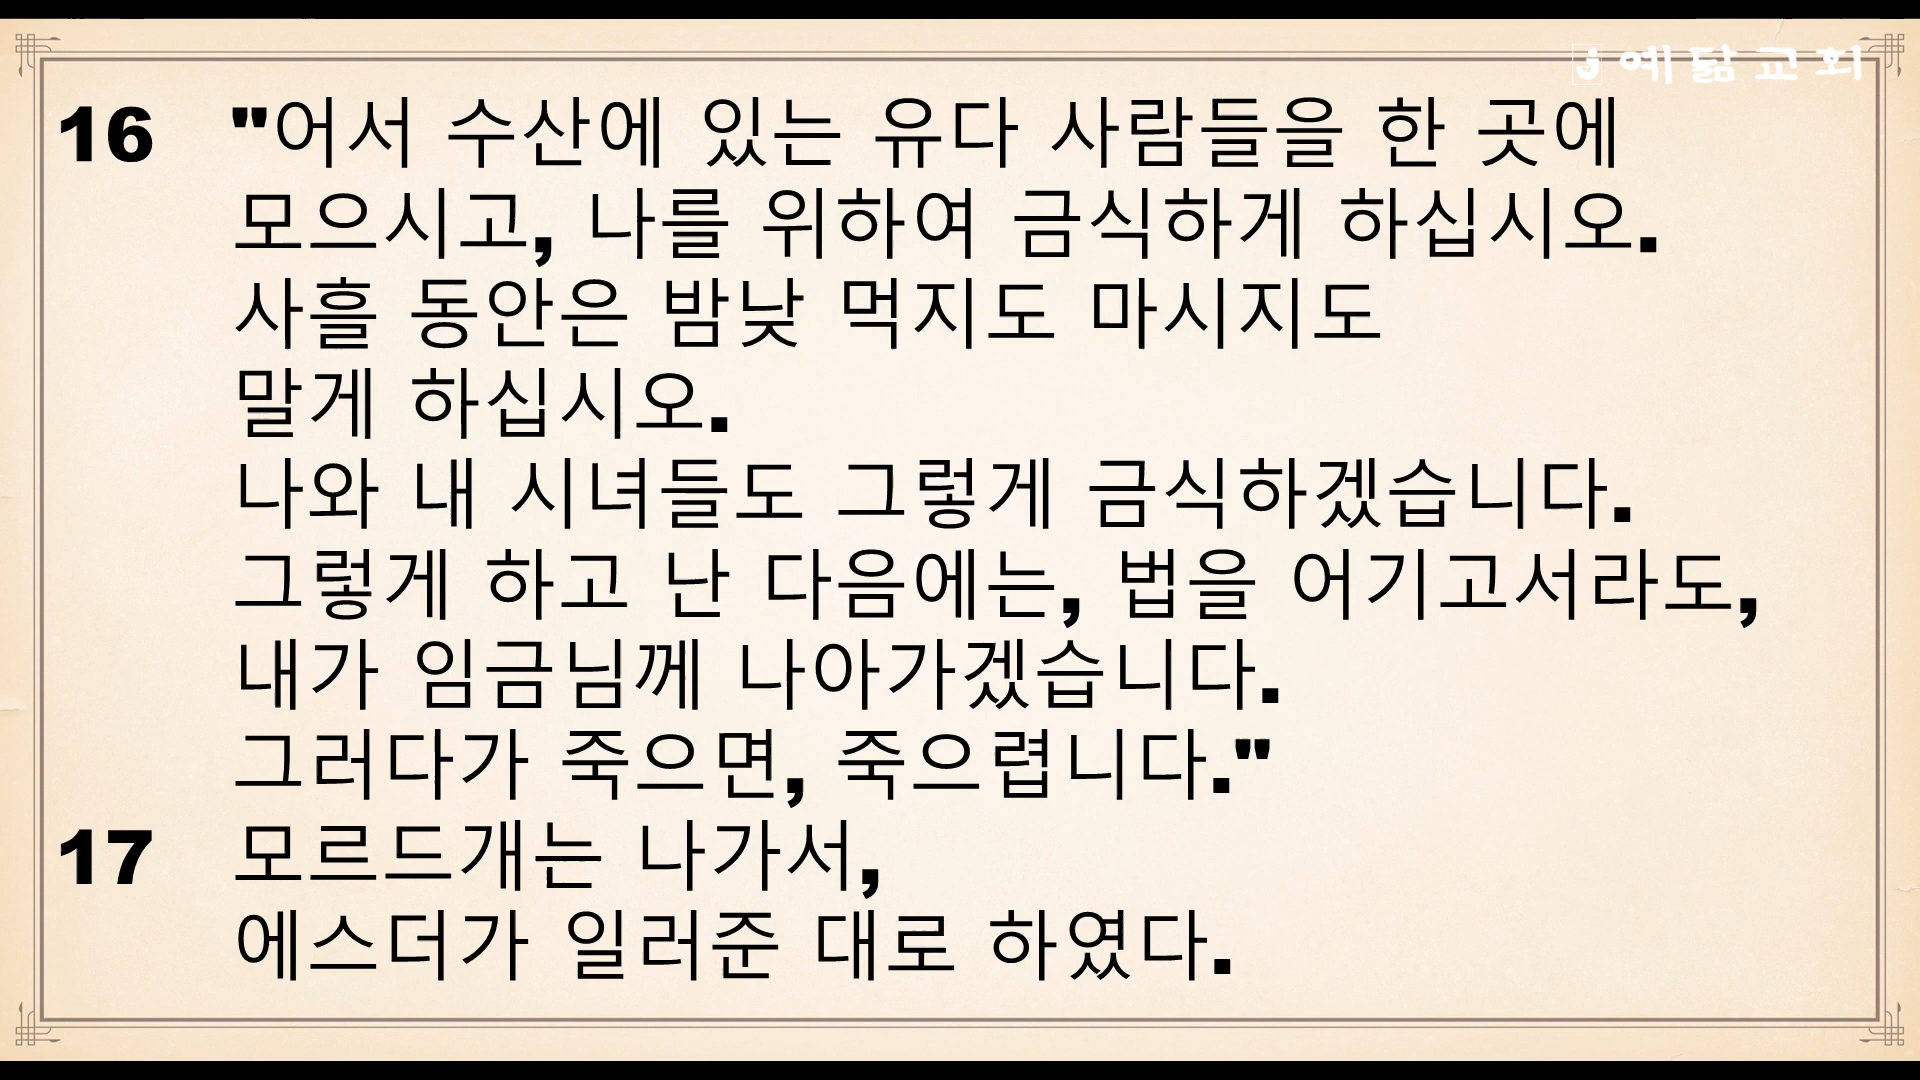 예닮교회
16 "어서 수산에 있는 유다 사람들을 한 곳에
모으시고, 나를 위하여 금식하게 하십시오.
사흘 동안은 밤낮 먹지도 마시지도
말게 하십시오.
나와 내 시녀들도 그렇게 금식하겠습니다.
그렇게 하고 난 다음에는, 법을 어기고서라도,
내가 임금님께 나아가겠습니다.
그러다가 죽으면, 죽으렵니다."
17 모르드개는 나가서,
에스더가 일러준 대로 하였다.